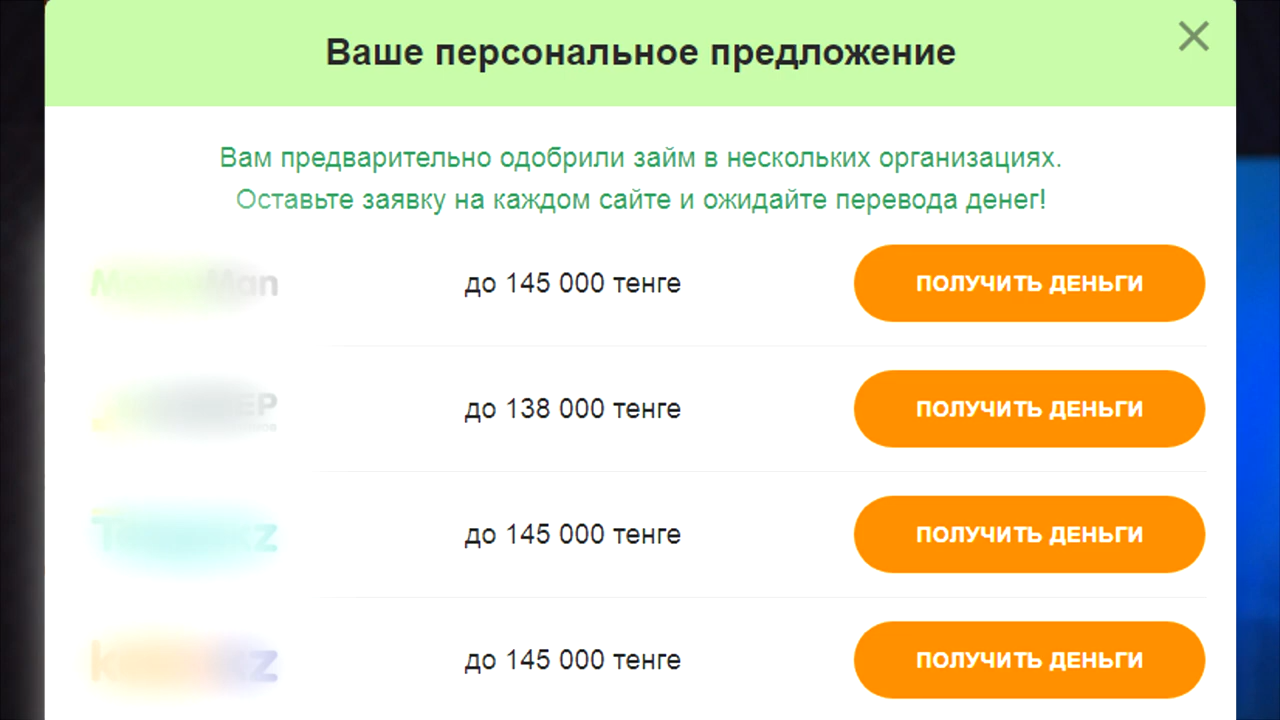 Ваше персональное предложение
Вам предварительно одобрили займ в нескольких организациях.
Оставьте заявку на каждом сайте и ожидайте перевода денег!
до 145 000 тенге
ПОЛУЧИТЬ ДЕНЬГИ
до 138 000 тенге
ПОЛУЧИТЬ ДЕНЬГИ
до 145 000 тенге
ПОЛУЧИТЬ ДЕНЬГИ
до 145 000 тенге
ПОЛУЧИТЬ ДЕНЬГИ